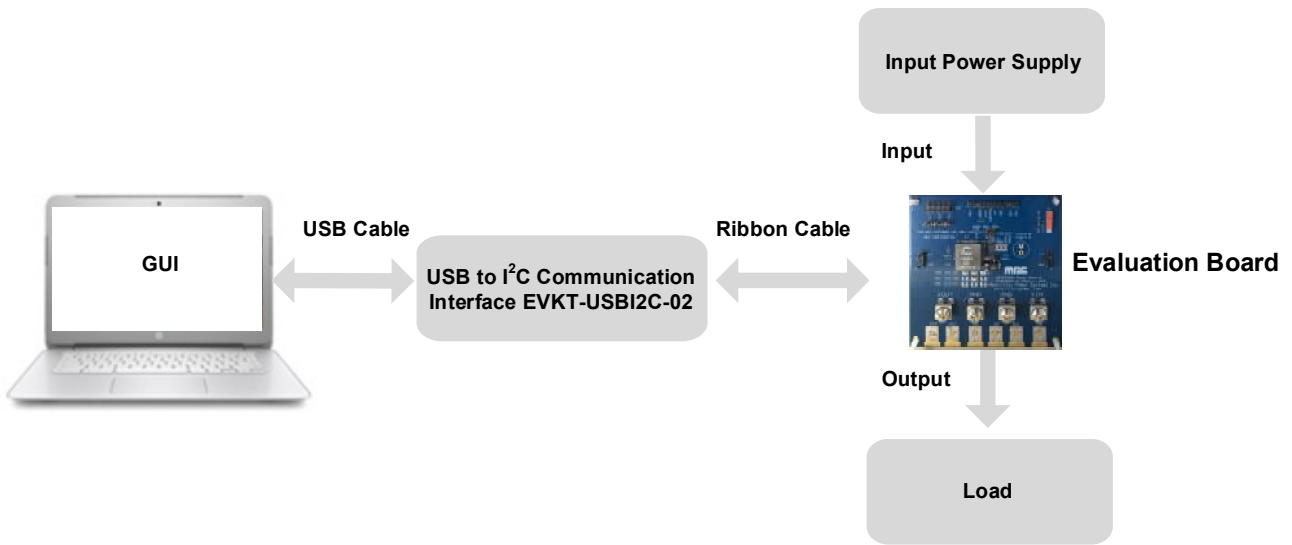 Input Power Supply
Input
GUI
USB Cable
USB to I²C Communication
Interface EVKT-USBI2C-02
Ribbon Cable
Evaluation Board
Output
Load